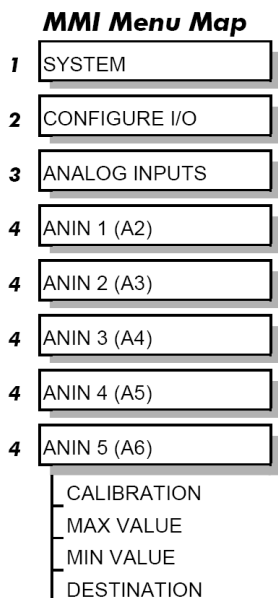 MMI Menu Map
1 SYSTEM
2 CONFIGURE I/O
3 ANALOG INPUTS
4 ANIN 1 (A2)
4 ANIN 2 (A3)
4 ANIN 3 (A4)
4 ANIN 4 (A5)
4 ANIN 5 (A6)
CALIBRATION
MAX VALUE
MIN VALUE
DESTINATION